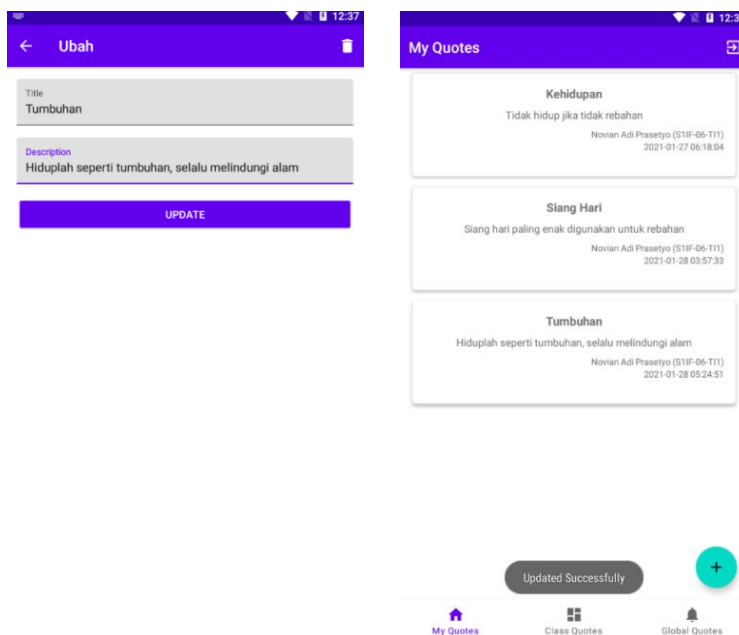 12:37
Ubah
Title
Tumbuhan
Description
Hiduplah seperti tumbuhan, selalu melindungi alam
UPDATE
12:3
My Quotes
Kehidupan
Tidak hidup jika tidak rebahan
Novian Adi Prasetyo (S1IF-06-TI1)
2021-01-27 06:18:04
Siang Hari
Siang hari paling enak digunakan untuk rebahan
Novian Adi Prasetyo (S1IF-06-TI1)
2021-01-28 03:57:33
Tumbuhan
Hiduplah seperti tumbuhan, selalu melindungi alam
Novian Adi Prasetyo (S1IF-06-TI1)
2021-01-28 05:24:51
Updated Successfully
My Quotes
Class Quotes
Global Quotes